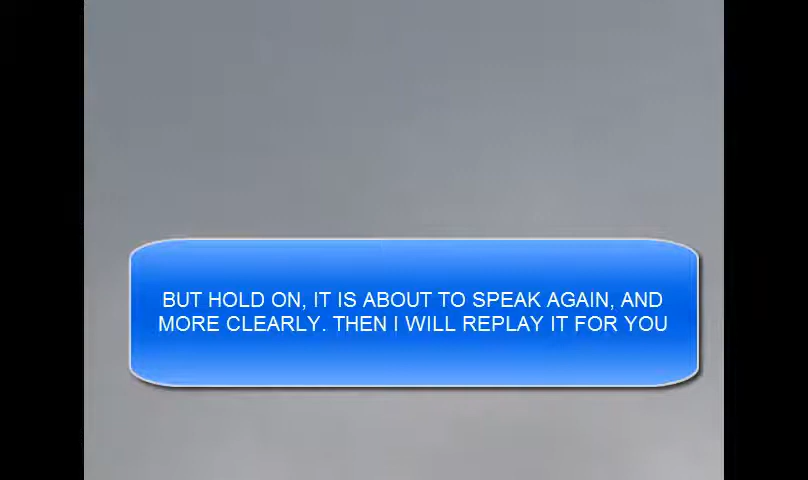 BUT HOLD ON, IT IS ABOUT TO SPEAK AGAIN, AND
MORE CLEARLY. THEN I WILL REPLAY IT FOR YOU